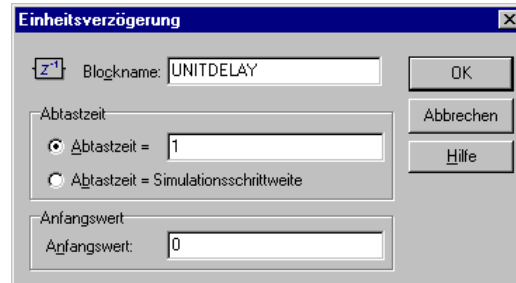 Einheitsverzögerung
Z⁻¹ Blockname: UNITDELAY
OK
Abtastzeit
Abbrechen
Abtastzeit = 1
Hilfe
Abtastzeit = Simulationsschrittweite
Anfangswert
Anfangswert: 0